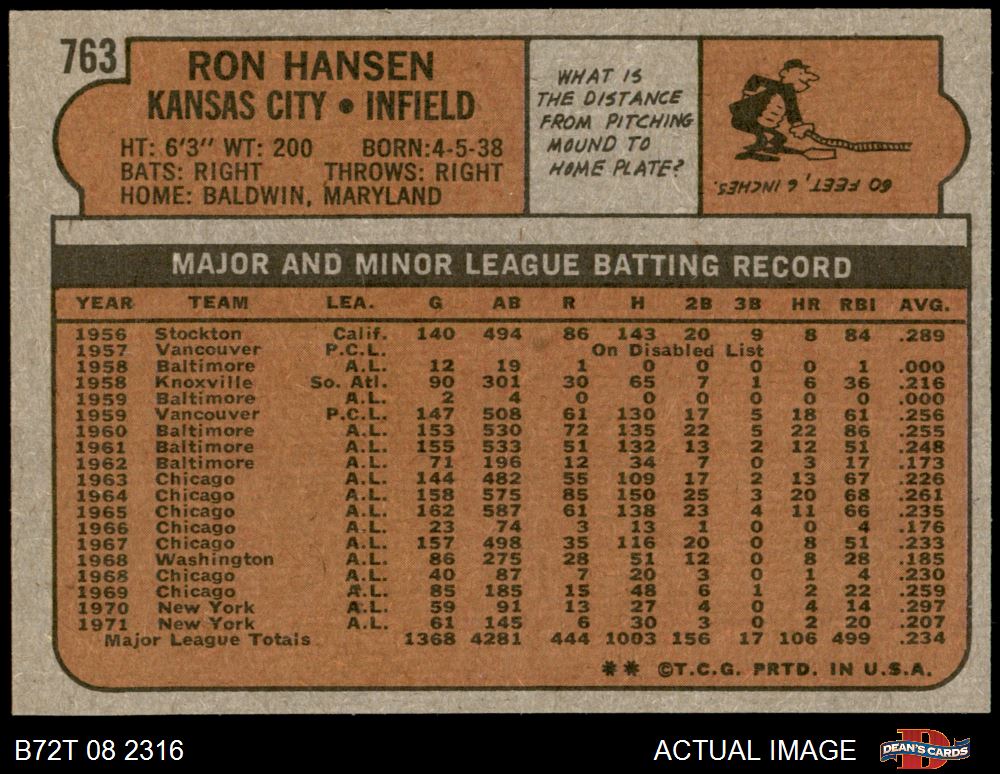 763
RON HANSEN
KANSAS CITY • INFIELD
HT: 6'3" WT: 200 BORN:4-5-38
BATS: RIGHT THROWS: RIGHT
HOME: BALDWIN, MARYLAND
WHAT IS
THE DISTANCE
FROM PITCHING
MOUND TO
HOME PLATE?
60 FEET, 6 INCHES.
MAJOR AND MINOR LEAGUE BATTING RECORD
YEAR TEAM LEA. G AB R H 2B 3B HR RBI AVG.
1956 Stockton Calif. 140 494 86 143 20 9 8 84 .289
1957 Vancouver P.C.L. On Disabled List
1958 Baltimore A.L. 12 19 1 0 0 0 0 1 .000
1958 Knoxville So. Atl. 90 301 30 65 7 1 6 36 .216
1959 Baltimore A.L. 2 4 0 0 0 0 0 0 .000
1959 Vancouver P.C.L. 147 508 61 130 17 5 18 61 .256
1960 Baltimore A.L. 153 530 72 135 22 5 22 86 .255
1961 Baltimore A.L. 155 533 51 132 13 2 12 51 .248
1962 Baltimore A.L. 71 196 12 34 7 0 3 17 .173
1963 Chicago A.L. 144 482 55 109 17 2 13 67 .226
1964 Chicago A.L. 158 575 85 150 25 3 20 68 .261
1965 Chicago A.L. 162 587 61 138 23 4 11 66 .235
1966 Chicago A.L. 23 74 3 13 1 0 0 4 .176
1967 Chicago A.L. 157 498 35 116 20 0 8 51 .233
1968 Washington A.L. 86 275 28 51 12 0 8 28 .185
1968 Chicago A.L. 40 87 7 20 3 0 1 4 .230
1969 Chicago A.L. 85 185 15 48 6 1 2 22 .259
1970 New York A.L. 59 91 13 27 4 0 4 14 .297
1971 New York A.L. 61 145 6 30 3 0 2 20 .207
Major League Totals 1368 4281 444 1003 156 17 106 499 .234
** ©T.C.G. PRTD. IN U.S.A.
B72T 08 2316
ACTUAL IMAGE
DEAN'S CARDS